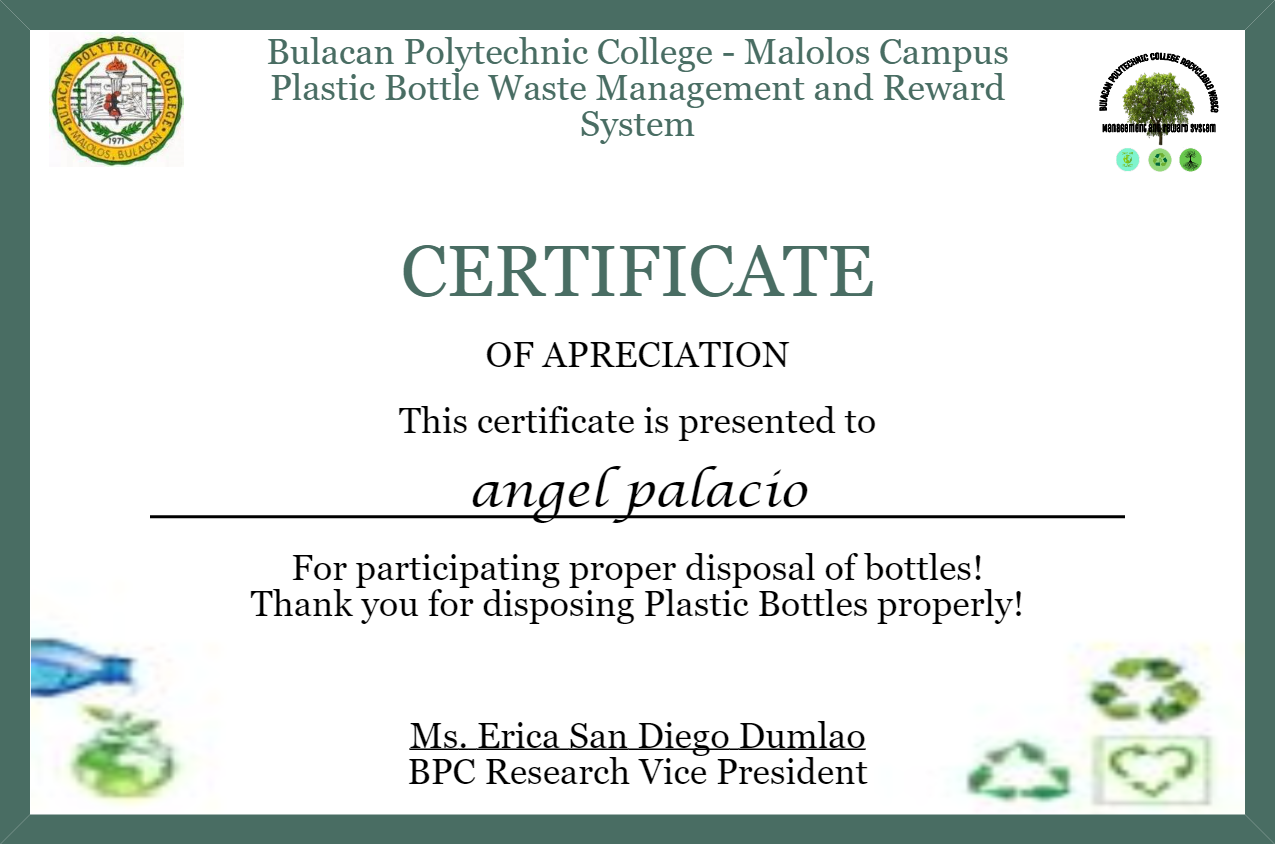 Bulacan Polytechnic College - Malolos Campus
Plastic Bottle Waste Management and Reward
System
BULACAN POLYTECHNIC COLLEGE
1971
MALOLOS, BULACAN
BULACAN POLYTECHNIC COLLEGE RECYCLABLE WASTE
Management and Reward System
CERTIFICATE
OF APRECIATION
This certificate is presented to
angel palacio
For participating proper disposal of bottles!
Thank you for disposing Plastic Bottles properly!
Ms. Erica San Diego Dumlao
BPC Research Vice President